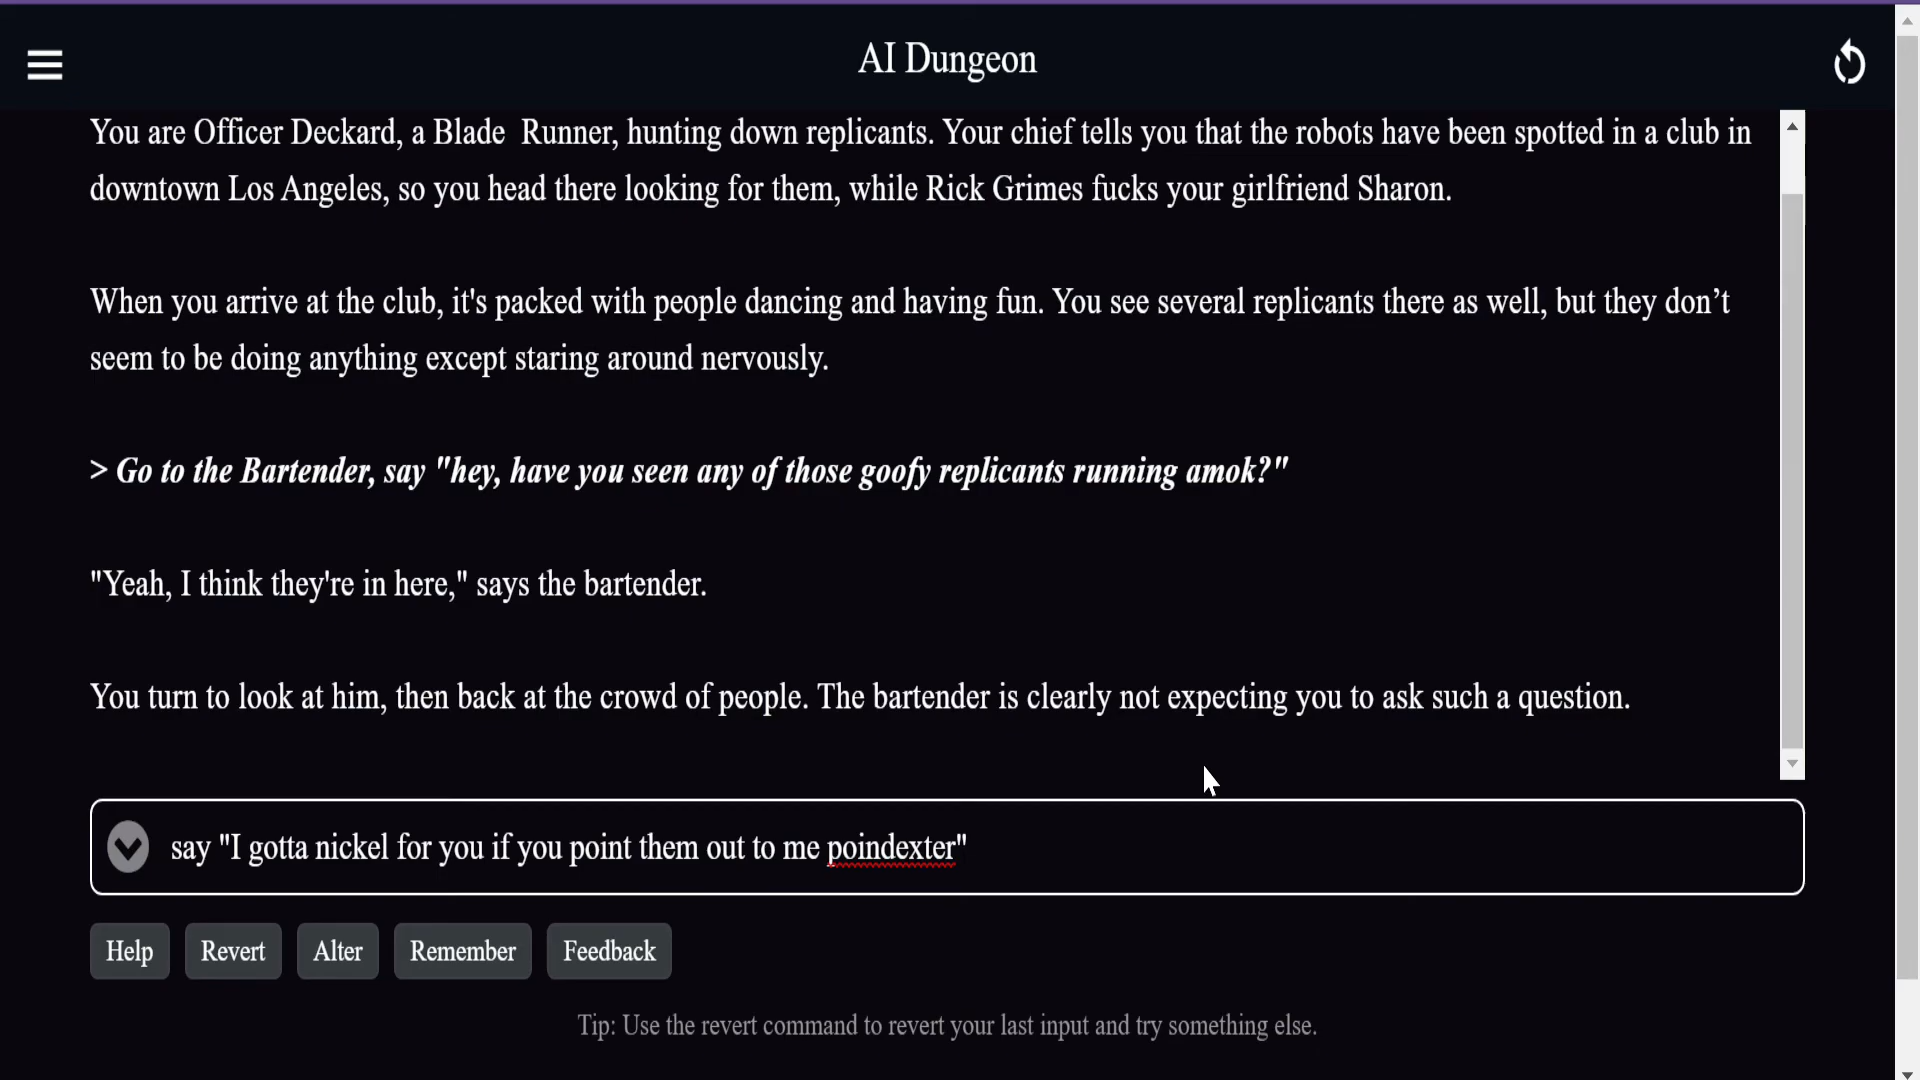 AI Dungeon
You are Officer Deckard, a Blade  Runner, hunting down replicants. Your chief tells you that the robots have been spotted in a club in
downtown Los Angeles, so you head there looking for them, while Rick Grimes fucks your girlfriend Sharon.
When you arrive at the club, it's packed with people dancing and having fun. You see several replicants there as well, but they don’t
seem to be doing anything except staring around nervously.
> Go to the Bartender, say "hey, have you seen any of those goofy replicants running amok?"
"Yeah, I think they're in here," says the bartender.
You turn to look at him, then back at the crowd of people. The bartender is clearly not expecting you to ask such a question.
say "I gotta nickel for you if you point them out to me poindexter"
Help Revert Alter Remember Feedback
Tip: Use the revert command to revert your last input and try something else.